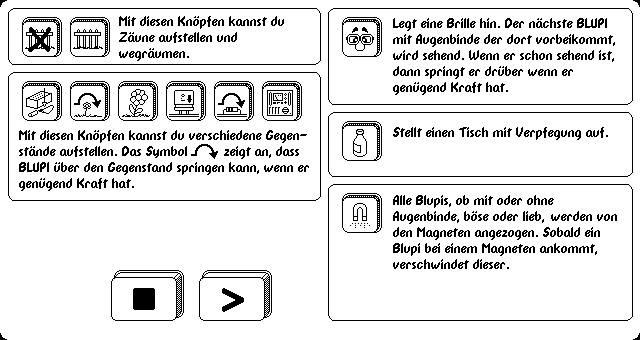 Mit diesen Knöpfen kannst du
Zäune aufstellen und
wegräumen.
Mit diesen Knöpfen kannst du verschiedene Gegen-
stände aufstellen. Das Symbol zeigt an, dass
BLUPI über den Gegenstand springen kann, wenn er
genügend Kraft hat.
Legt eine Brille hin. Der nächste BLUPI
mit Augenbinde der dort vorbeikommt,
wird sehend. Wenn er schon sehend ist,
dann springt er drüber wenn er
genügend Kraft hat.
Stellt einen Tisch mit Verpfegung auf.
Alle Blupis, ob mit oder ohne
Augenbinde, böse oder lieb, werden von
den Magneten angezogen. Sobald ein
Blupi bei einem Magneten ankommt,
verschwindet dieser.